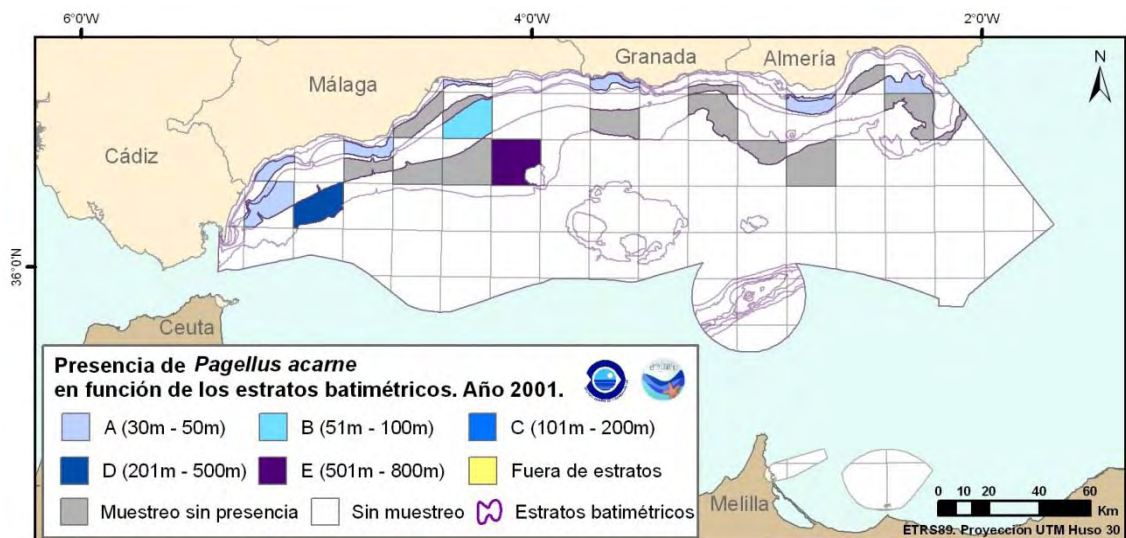 6°0'W 4°0'W 2°0'W
N
Granada Almería
Málaga
Cádiz
36°0'N
Ceuta
Presencia de Pagellus acarne
en función de los estratos batimétricos. Año 2001.
A (30m - 50m) B (51m - 100m) C (101m - 200m)
D (201m - 500m) E (501m - 800m) Fuera de estratos
Muestreo sin presencia Sin muestreo Estratos batimétricos
Melilla
0 10 20 40 60
Km
ETRS89. Proyección UTM Huso 30